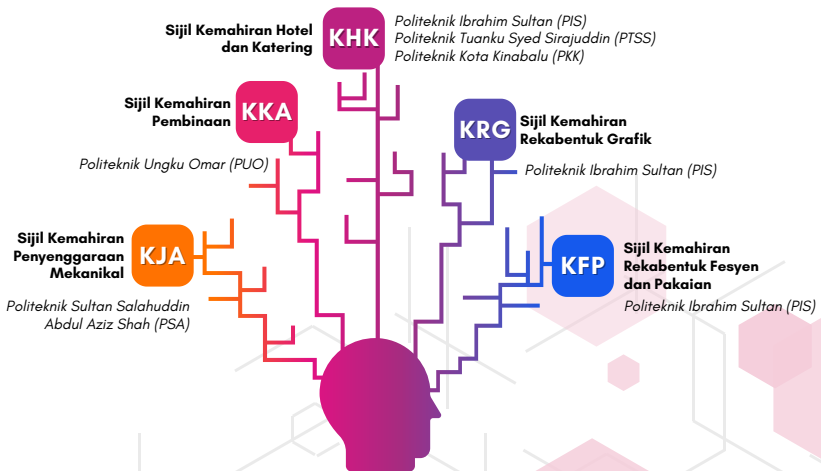 Sijil Kemahiran Hotel
dan Katering
KHK
Politeknik Ibrahim Sultan (PIS)
Politeknik Tuanku Syed Sirajuddin (PTSS)
Politeknik Kota Kinabalu (PKK)
Sijil Kemahiran
Pembinaan
KKA
Politeknik Ungku Omar (PUO)
KRG
Sijil Kemahiran
Rekabentuk Grafik
Politeknik Ibrahim Sultan (PIS)
Sijil Kemahiran
Penyenggaraan
Mekanikal
KJA
Politeknik Sultan Salahuddin
Abdul Aziz Shah (PSA)
KFP
Sijil Kemahiran
Rekabentuk Fesyen
dan Pakaian
Politeknik Ibrahim Sultan (PIS)